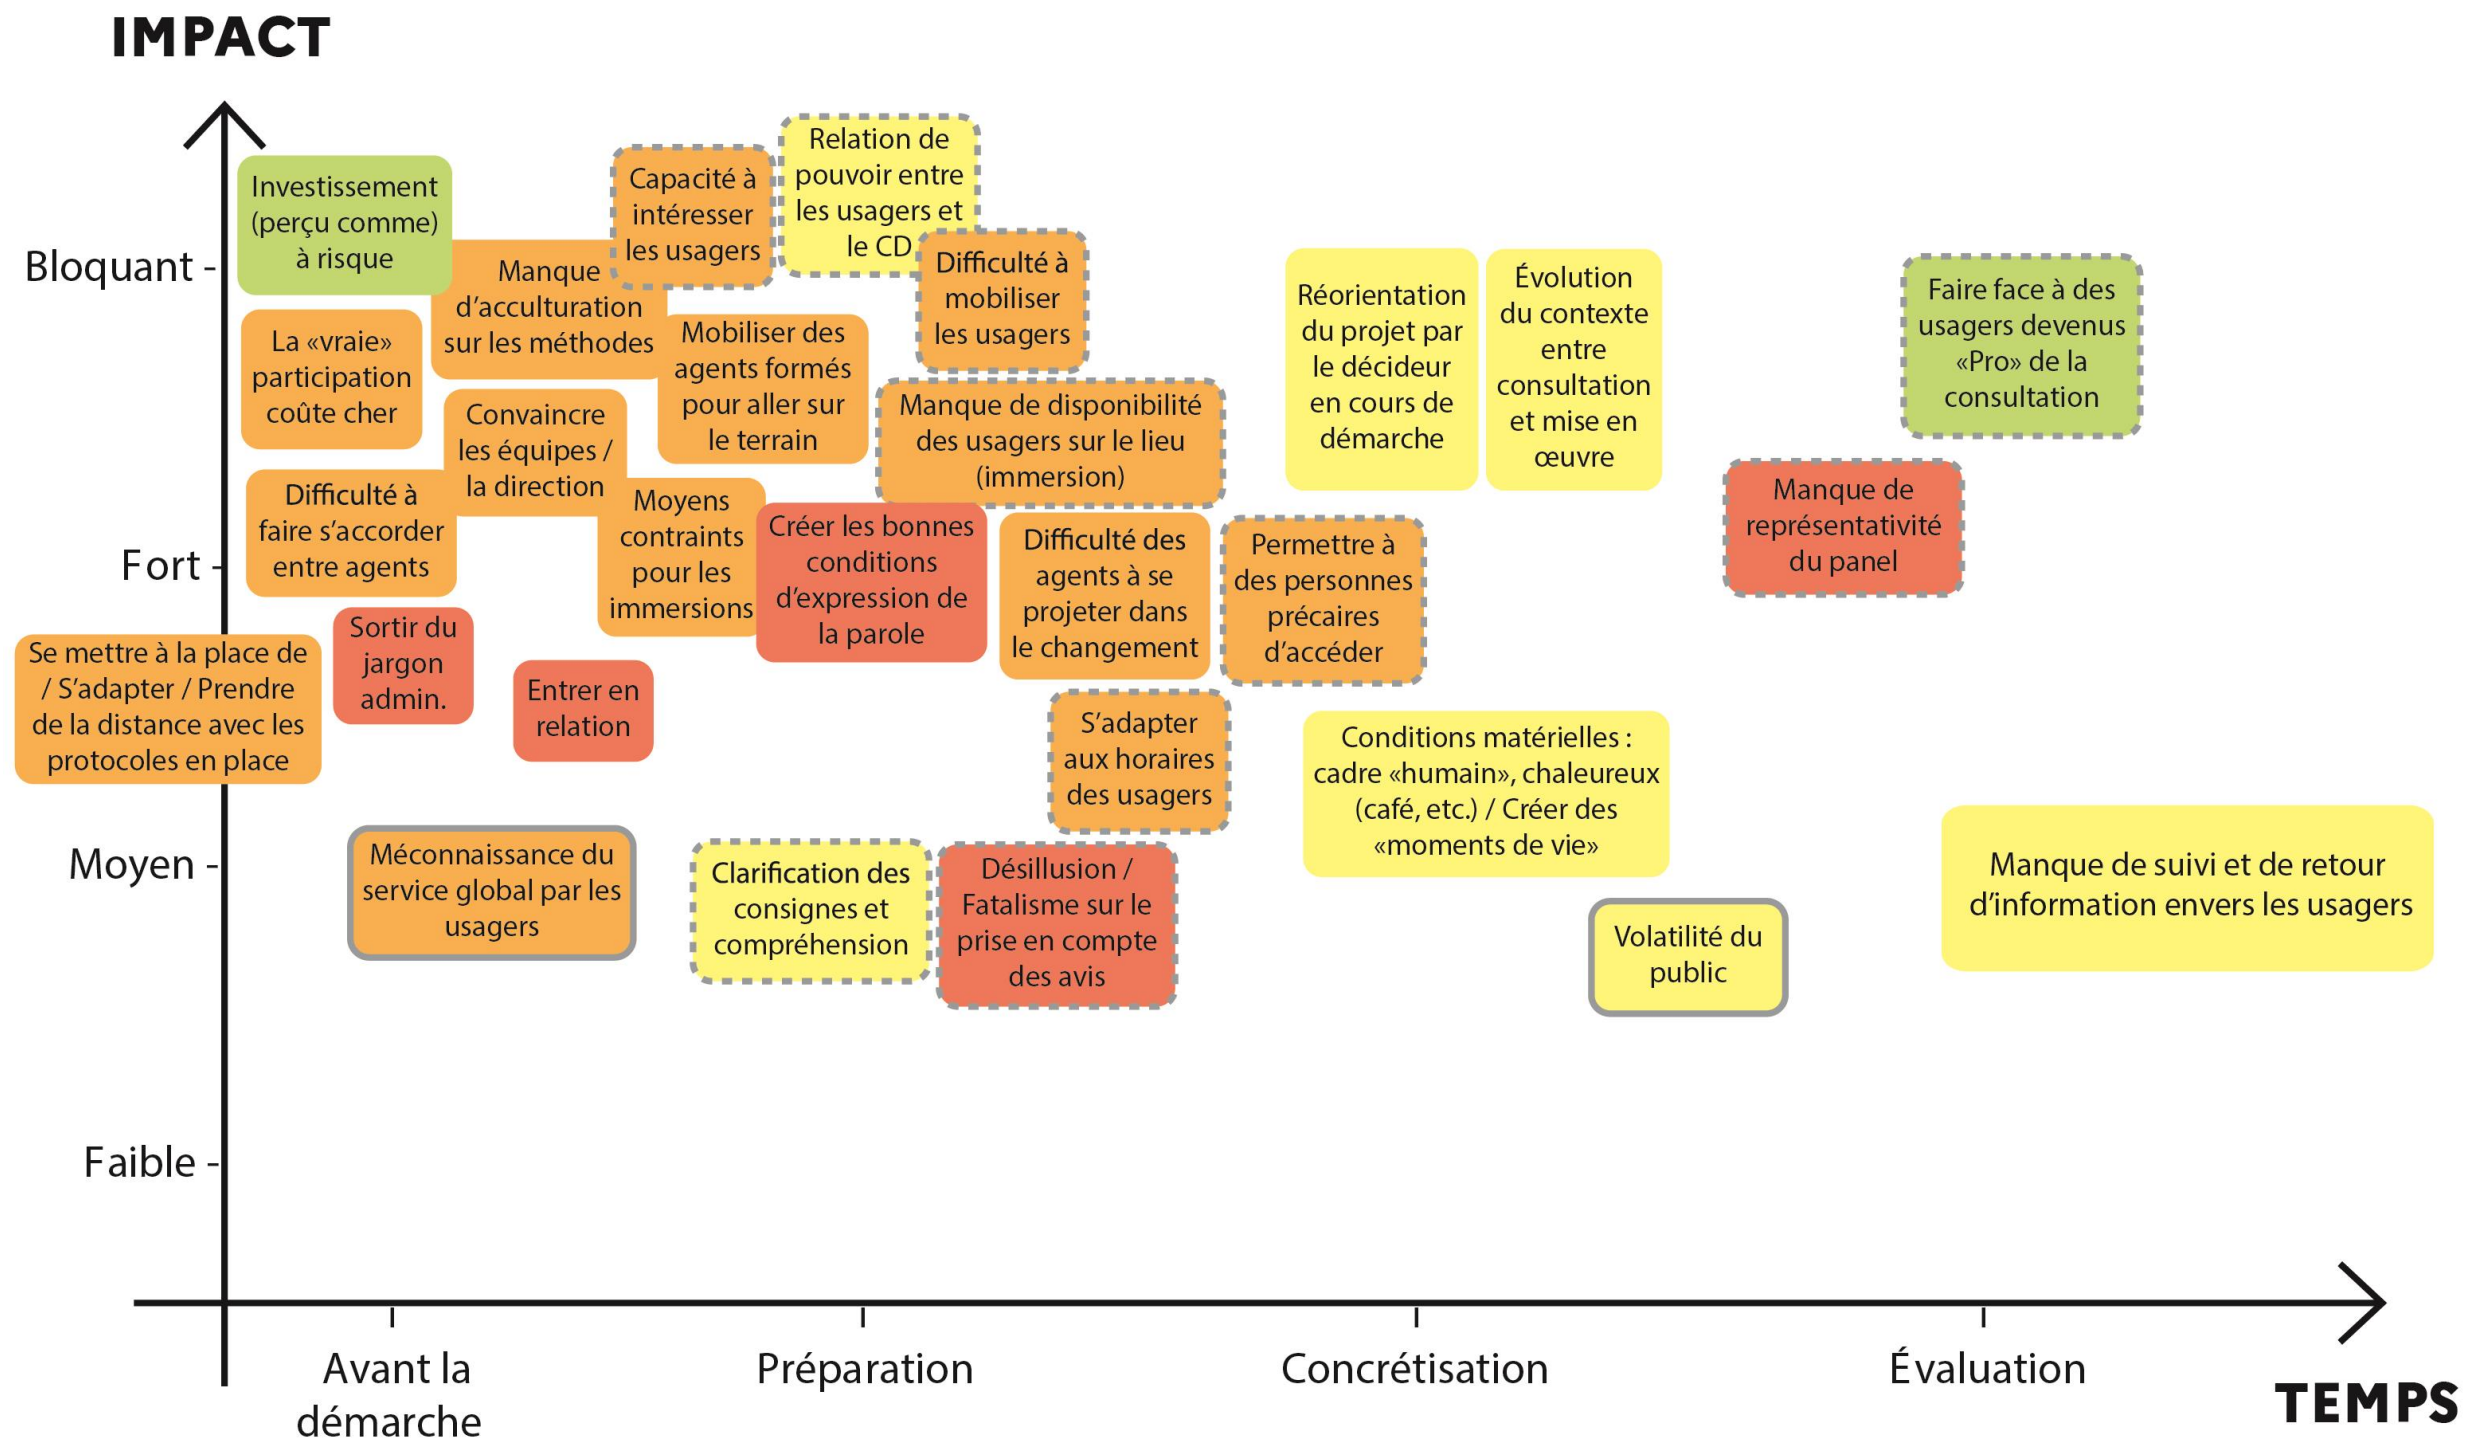 IMPACT
Bloquant
Fort
Moyen
Faible
Investissement
(perçu comme)
à risque
La «vraie»
participation
coûte cher
Difficulté à
faire s’accorder
entre agents
Se mettre à la place de
/ S’adapter / Prendre
de la distance avec les
protocoles en place
Sortir du
jargon
admin.
Manque
d’acculturation
sur les méthodes
Convaincre
les équipes /
la direction
Entrer en
relation
Méconnaissance du
service global par les
usagers
Capacité à
intéresser
les usagers
Mobiliser des
agents formés
pour aller sur
le terrain
Moyens
contraints
pour les
immersions
Relation de
pouvoir entre
les usagers et
le CD
Difficulté à
mobiliser
les usagers
Manque de disponibilité
des usagers sur le lieu
(immersion)
Créer les bonnes
conditions
d’expression de
la parole
Difficulté des
agents à se
projeter dans
le changement
Permettre à
des personnes
précaires
d’accéder
S’adapter
aux horaires
des usagers
Clarification des
consignes et
compréhension
Désillusion /
Fatalisme sur le
prise en compte
des avis
Réorientation
du projet par
le décideur
en cours de
démarche
Évolution
du contexte
entre
consultation
et mise en
œuvre
Conditions matérielles :
cadre «humain», chaleureux
(café, etc.) / Créer des
«moments de vie»
Volatilité du
public
Faire face à des
usagers devenus
«Pro» de la
consultation
Manque de
représentativité
du panel
Manque de suivi et de retour
d’information envers les usagers
Avant la
démarche
Préparation
Concrétisation
Évaluation
TEMPS